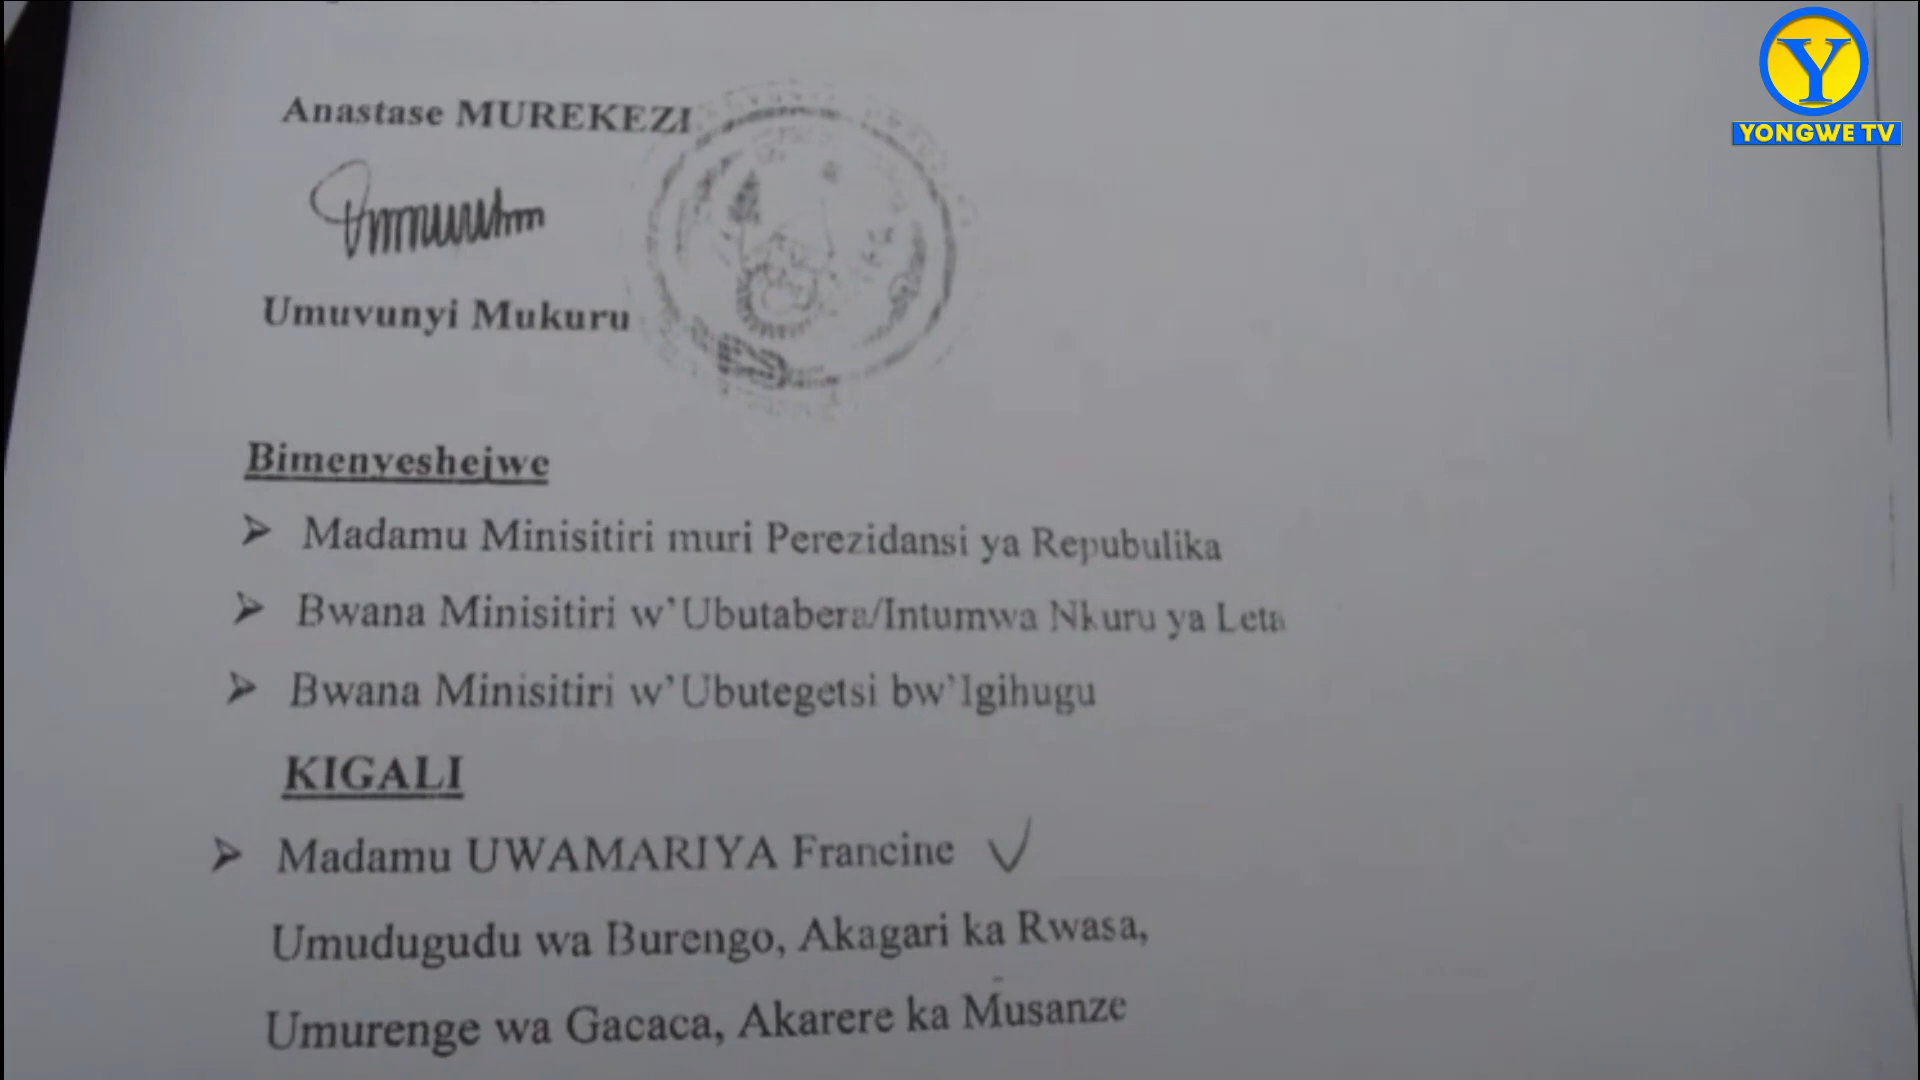 Y
YONGWE TV
Anastase MUREKEZI
Umuvunyi Mukuru
Bimenyeshejwe
➢ Madamu Minisitiri muri Perezidansi ya Repubulika
➢ Bwana Minisitiri w'Ubutabera/Intumwa Nkuru ya Leta
➢ Bwana Minisitiri w'Ubutegetsi bw'Igihugu
KIGALI
➢ Madamu UWAMARIYA Francine
Umudugudu wa Burengo, Akagari ka Rwasa,
Umurenge wa Gacaca, Akarere ka Musanze